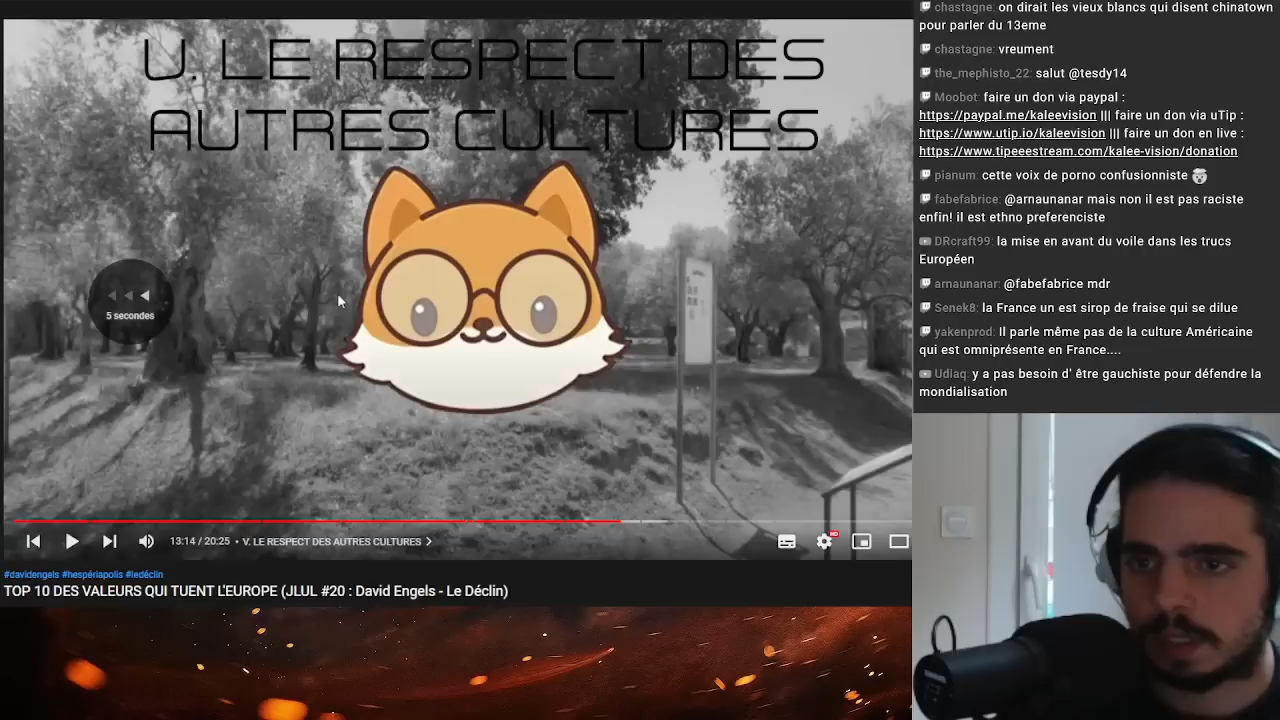 V. LE RESPECT DES
AUTRES CULTURES
5 secondes
13:14 / 20:25 • V. LE RESPECT DES AUTRES CULTURES
HD
#davidengels #hespériapolis #ledéclin
TOP 10 DES VALEURS QUI TUENT L'EUROPE (JLUL #20 : David Engels - Le Déclin)
chastagne: on dirait les vieux blancs qui disent chinatown
pour parler du 13eme
chastagne: vreument
the_mephisto_22: salut @tesdy14
Moobot: faire un don via paypal :
https://paypal.me/kaleevision ||| faire un don via uTip :
https://www.utip.io/kaleevision ||| faire un don en live :
https://www.tipeeestream.com/kalee-vision/donation
pianum: cette voix de porno confusionniste
fabefabrice: @arnaunanar mais non il est pas raciste
enfin! il est ethno preferenciste
DRcraft99: la mise en avant du voile dans les trucs
Européen
arnaunanar: @fabefabrice mdr
Senek8: la France un est sirop de fraise qui se dilue
yakenprod: Il parle même pas de la culture Américaine
qui est omniprésente en France....
Udlaq: y a pas besoin d' être gauchiste pour défendre la
mondialisation